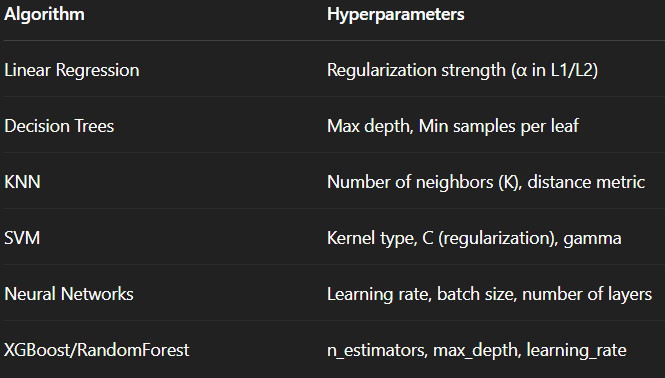 Algorithm Hyperparameters
Linear Regression Regularization strength (α in L1/L2)
Decision Trees Max depth, Min samples per leaf
KNN Number of neighbors (K), distance metric
SVM Kernel type, C (regularization), gamma
Neural Networks Learning rate, batch size, number of layers
XGBoost/RandomForest n_estimators, max_depth, learning_rate